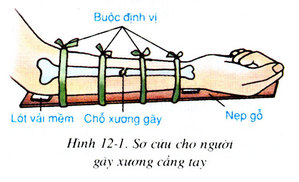 Buộc định vị
Lót vải mềm Chỗ xương gãy Nẹp gỗ
Hình 12-1. Sơ cứu cho người
gãy xương cẳng tay